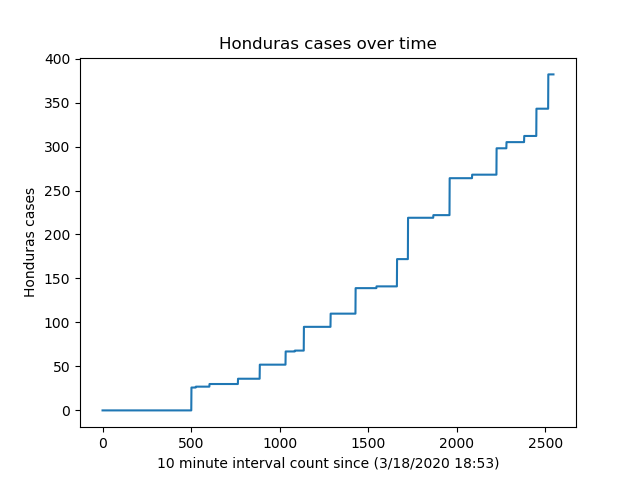 Honduras cases over time
400
350
300
250
200
150
100
50
0
Honduras cases
0 500 1000 1500 2000 2500
10 minute interval count since (3/18/2020 18:53)